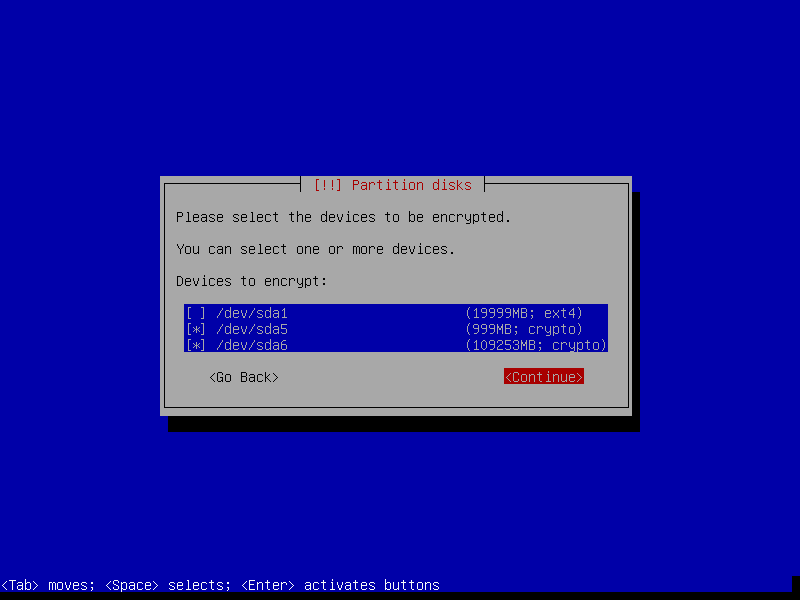 [!!] Partition disks
Please select the devices to be encrypted.
You can select one or more devices.
Devices to encrypt:
[ ] /dev/sda1 (19999MB; ext4)
[*] /dev/sda5 (999MB; crypto)
[*] /dev/sda6 (109253MB; crypto)
<Go Back> <Continue>
<Tab> moves; <Space> selects; <Enter> activates buttons